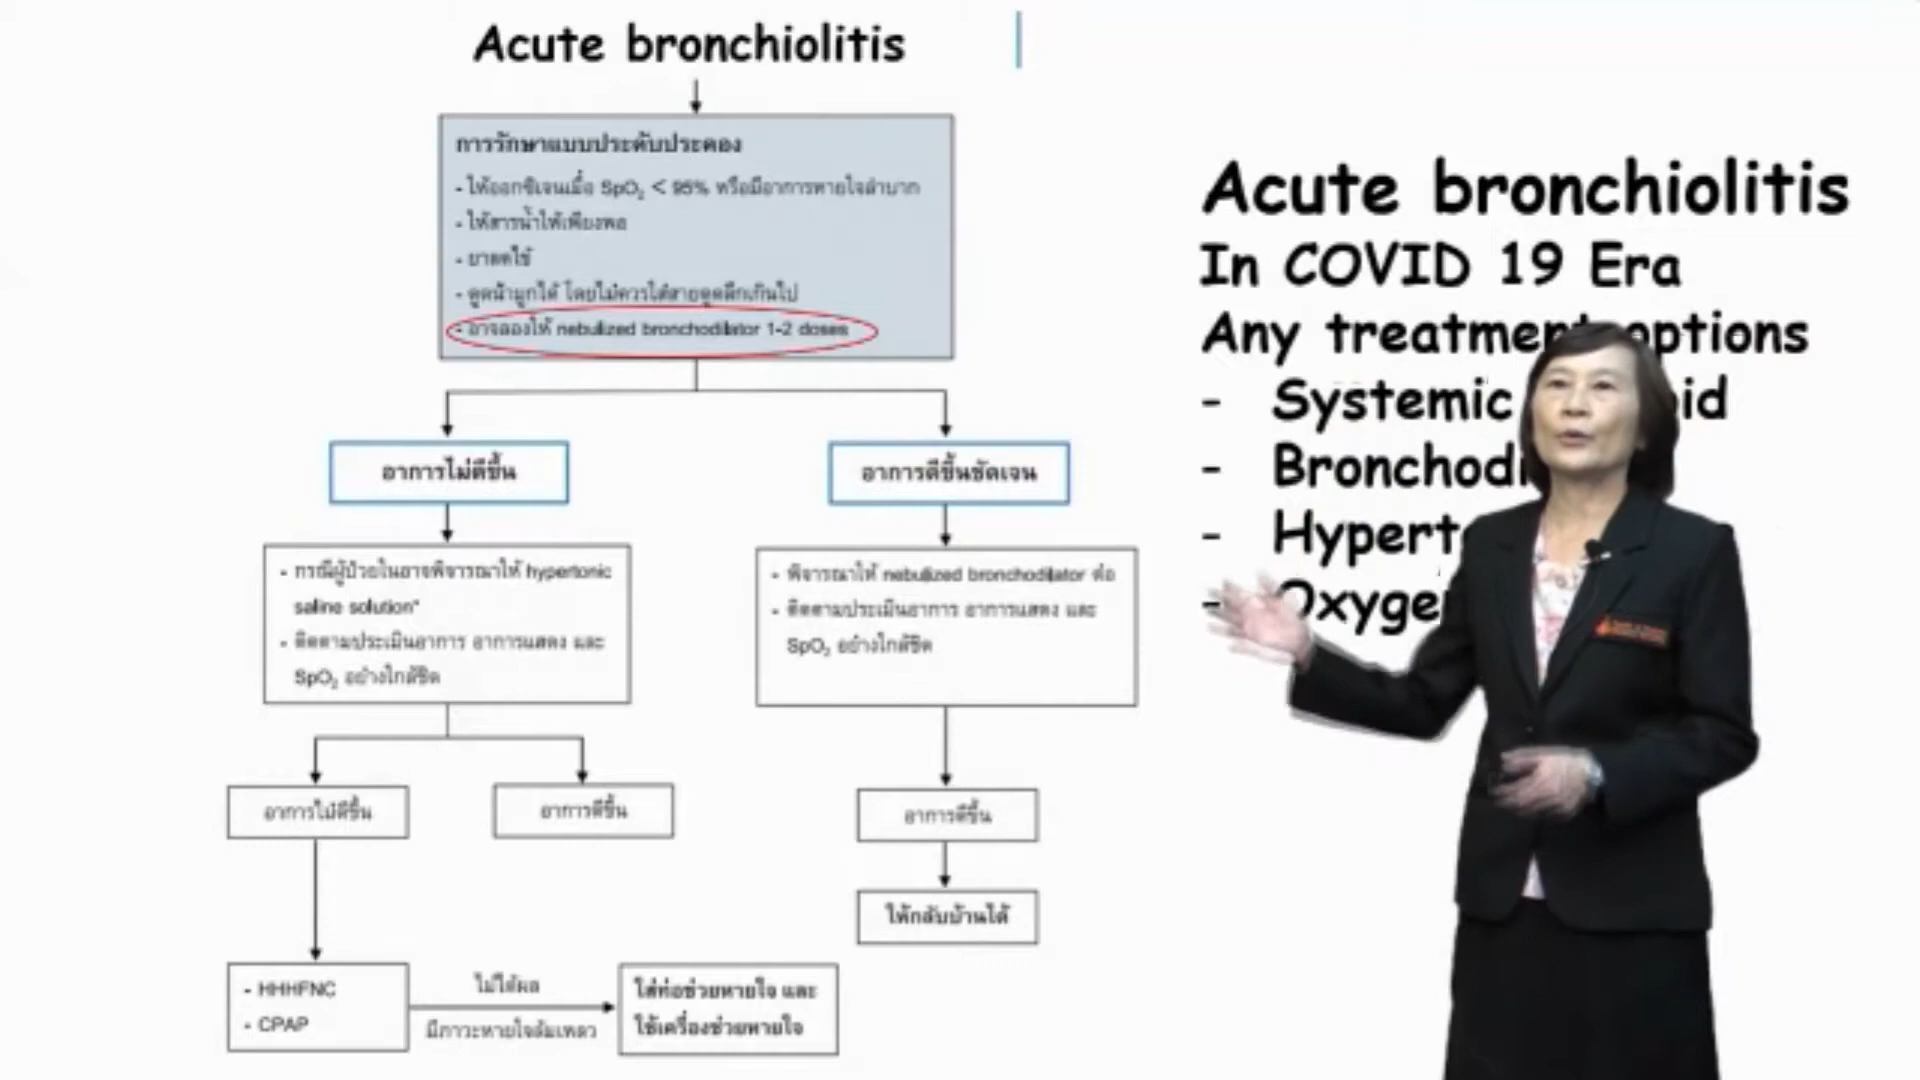 Acute bronchiolitis
การรักษาแบบประคับประคอง
- ให้ออกซิเจนเมื่อ SpO₂ < 95% หรือมีอาการหายใจลำบาก
- ให้สารน้ำให้เพียงพอ
- ยาลดไข้
- ดูดน้ำมูกได้ โดยไม่ควรใส่สายดูดลึกเกินไป
- อาจลองให้ nebulized bronchodilator 1-2 doses
อาการไม่ดีขึ้น
อาการดีขึ้นชัดเจน
- กรณีผู้ป่วยในอาจพิจารณาให้ hypertonic
saline solution*
- ติดตามประเมินอาการ อาการแสดง และ
SpO₂ อย่างใกล้ชิด
- พิจารณาให้ nebulized bronchodilator ต่อ
- ติดตามประเมินอาการ อาการแสดง และ
SpO₂ อย่างใกล้ชิด
อาการไม่ดีขึ้น
อาการดีขึ้น
อาการดีขึ้น
ให้กลับบ้านได้
- HHHFNC
- CPAP
ไม่ได้ผล
มีภาวะหายใจล้มเหลว
ใส่ท่อช่วยหายใจ และ
ใช้เครื่องช่วยหายใจ
Acute bronchiolitis
In COVID 19 Era
Any treatment options
- Systemic
- Bronchodi
- Hypert
- Oxyge